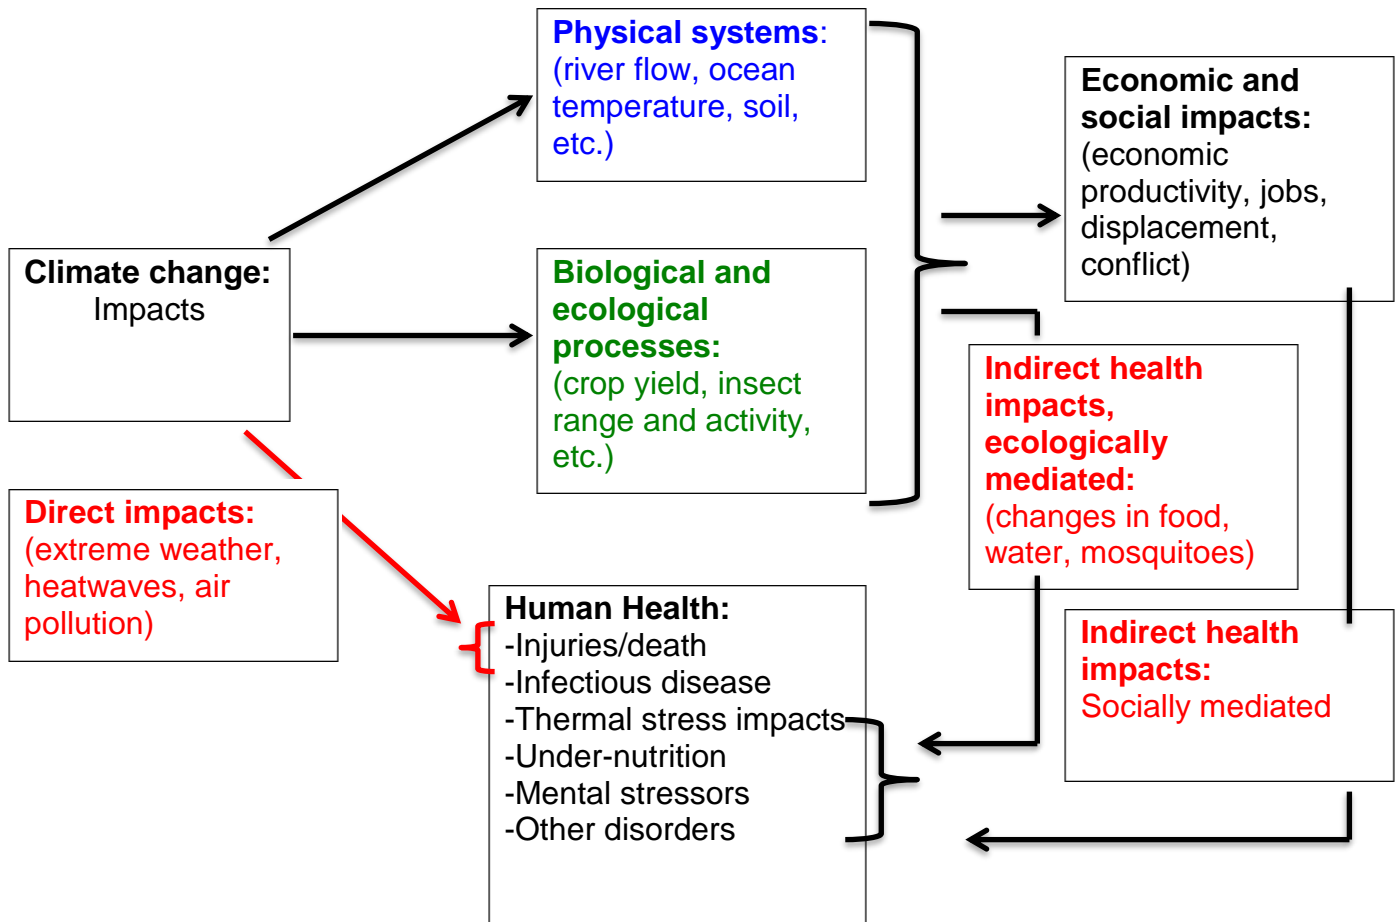 Physical systems:
(river flow, ocean
temperature, soil,
etc.)
Economic and
social impacts:
(economic
productivity, jobs,
displacement,
conflict)
Climate change:
Impacts
Biological and
ecological
processes:
(crop yield, insect
range and activity,
etc.)
Indirect health
impacts,
ecologically
mediated:
(changes in food,
water, mosquitoes)
Direct impacts:
(extreme weather,
heatwaves, air
pollution)
Human Health:
-Injuries/death
-Infectious disease
-Thermal stress impacts
-Under-nutrition
-Mental stressors
-Other disorders
Indirect health
impacts:
Socially mediated